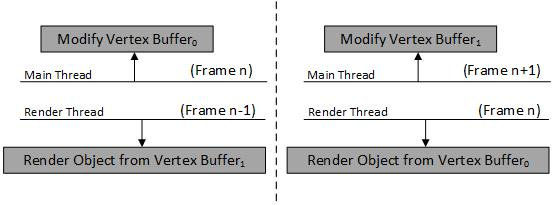 Modify Vertex Buffer₀
Main Thread (Frame n)
Render Thread (Frame n-1)
Render Object from Vertex Buffer₁
Modify Vertex Buffer₁
Main Thread (Frame n+1)
Render Thread (Frame n)
Render Object from Vertex Buffer₀